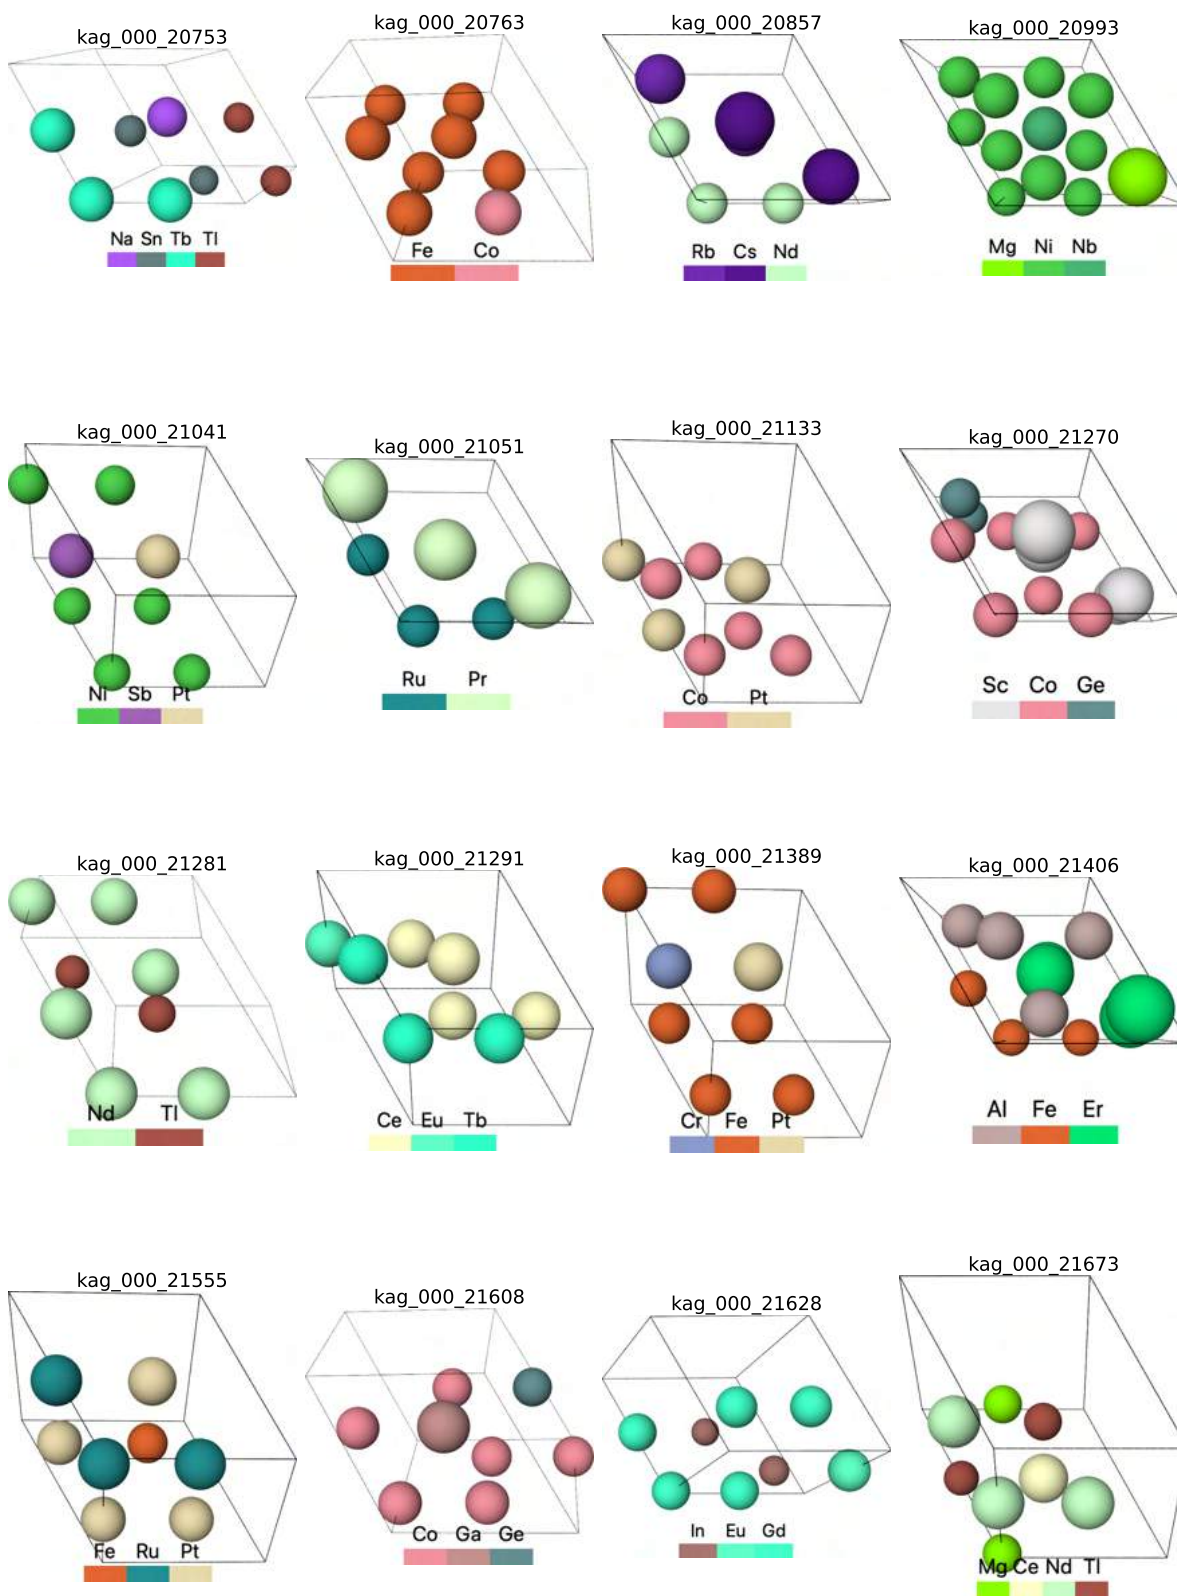 kag_000_20753
kag_000_20763
kag_000_20857
kag_000_20993
Na Sn Tb Tl
Fe Co
Rb Cs Nd
Mg Ni Nb
kag_000_21041
kag_000_21051
kag_000_21133
kag_000_21270
Ni Sb Pt
Ru Pr
Co Pt
Sc Co Ge
kag_000_21281
kag_000_21291
kag_000_21389
kag_000_21406
Nd Tl
Ce Eu Tb
Cr Fe Pt
Al Fe Er
kag_000_21555
kag_000_21608
kag_000_21628
kag_000_21673
Fe Ru Pt
Co Ga Ge
In Eu Gd
Mg Ce Nd Tl